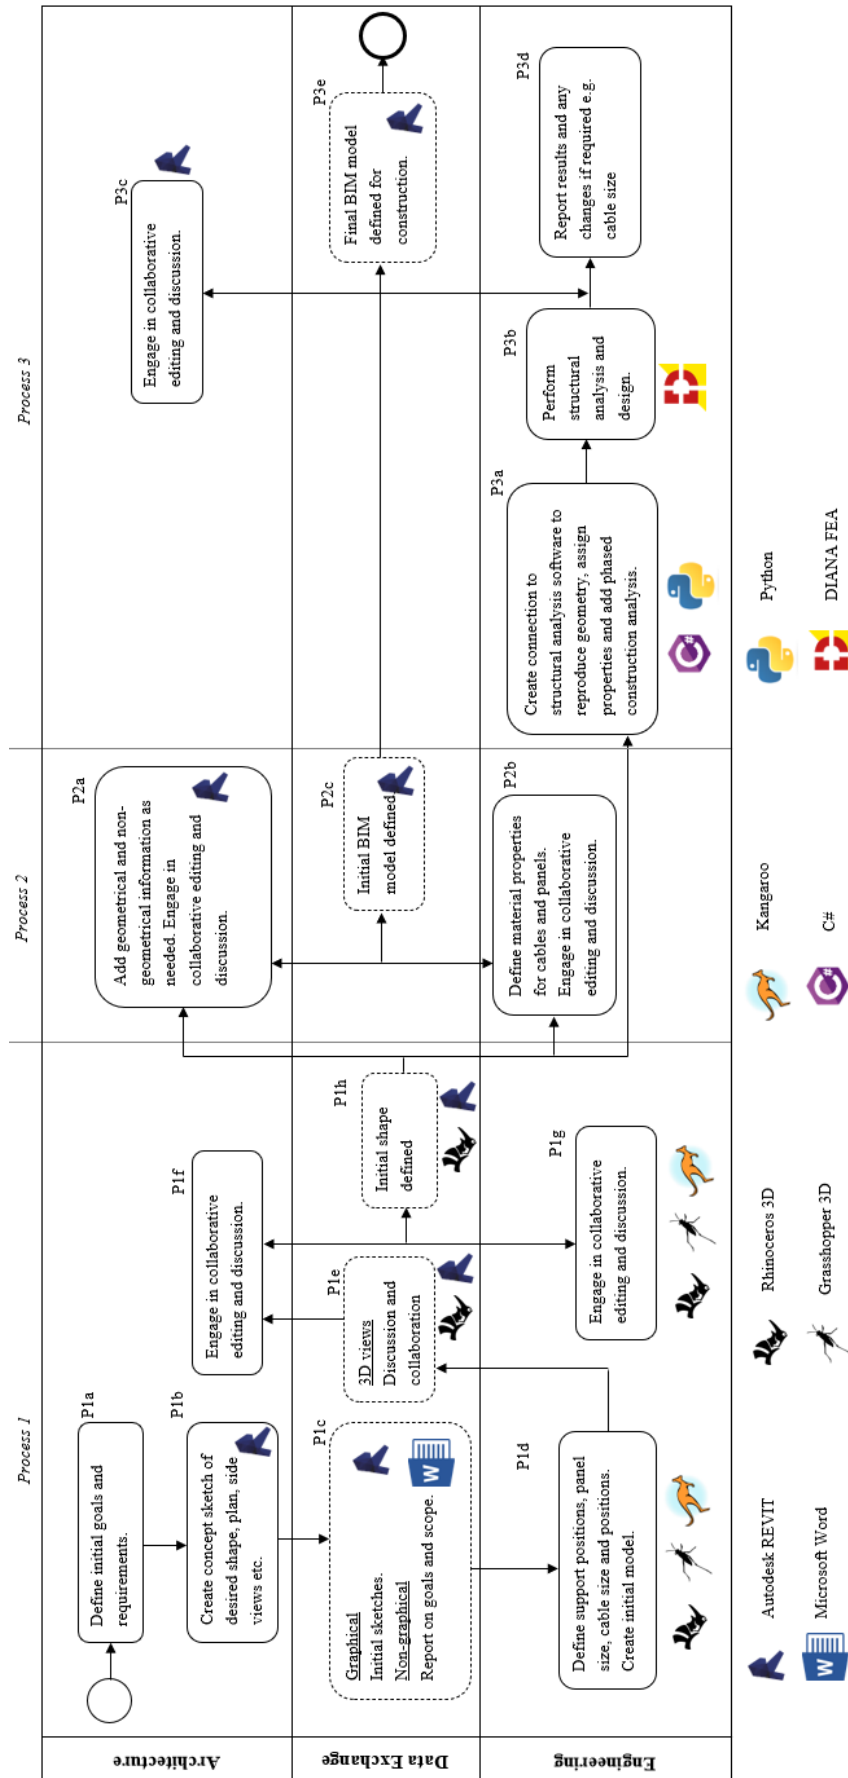 Process 1
Process 2
Process 3
Architecture
P1a
Define initial goals and
requirements.
P1b
Create concept sketch of
desired shape, plan, side
views etc.
P1f
Engage in collaborative
editing and discussion.
P2a
Add geometrical and non-
geometrical information as
needed. Engage in
collaborative editing and
discussion.
P3c
Engage in collaborative
editing and discussion.
Data Exchange
P1c
Graphical
Initial sketches.
Non-graphical
Report on goals and scope.
W
P1e
3D views
Discussion and
collaboration
P1h
Initial shape
defined
P2c
Initial BIM
model defined
P3e
Final BIM model
defined for
construction.
Engineering
P1d
Define support positions, panel
size, cable size and positions.
Create initial model.
P1g
Engage in collaborative
editing and discussion.
P2b
Define material properties
for cables and panels.
Engage in collaborative
editing and discussion.
P3a
Create connection to
structural analysis software to
reproduce geometry, assign
properties and add phased
construction analysis.
C#
P3b
Perform
structural
analysis and
design.
P3d
Report results and any
changes if required e.g.
cable size
Autodesk REVIT
Rhinoceros 3D
Kangaroo
Python
W
Microsoft Word
Grasshopper 3D
C#
C#
DIANA FEA